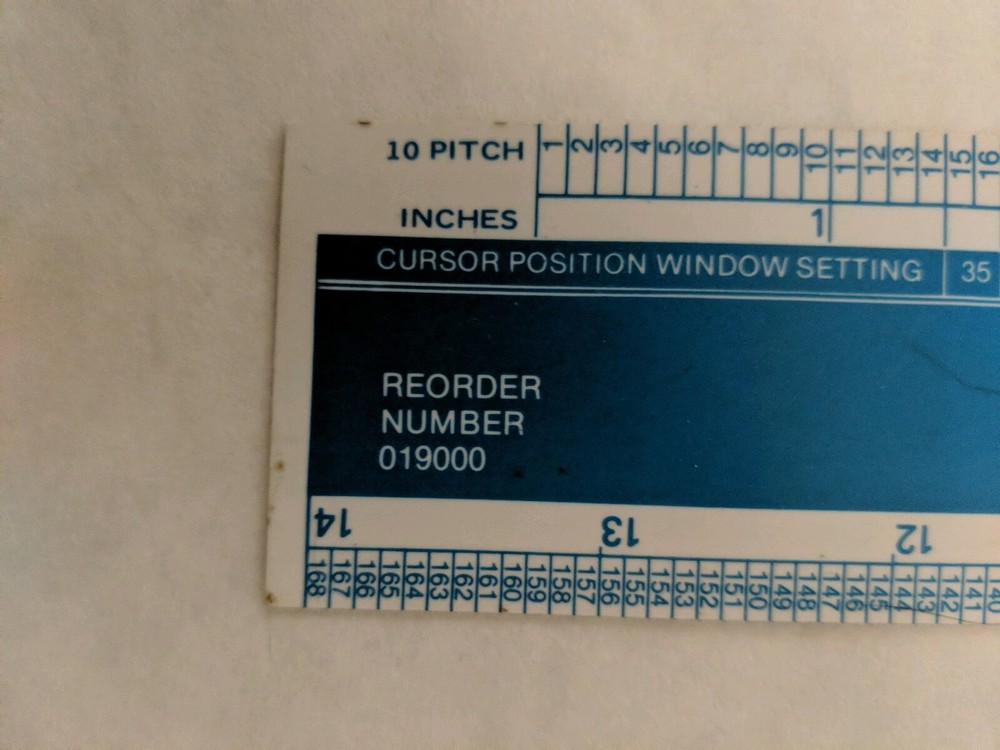 10 PITCH 1 2 3 4 5 6 7 8 9 10 11 12 13 14 15 16
INCHES 1
CURSOR POSITION WINDOW SETTING 35
REORDER
NUMBER
019000
14 13 12
168 167 166 165 164 163 162 161 160 159 158 157 156 155 154 153 152 151 150 149 148 147 146 145 144 143 142 141 140